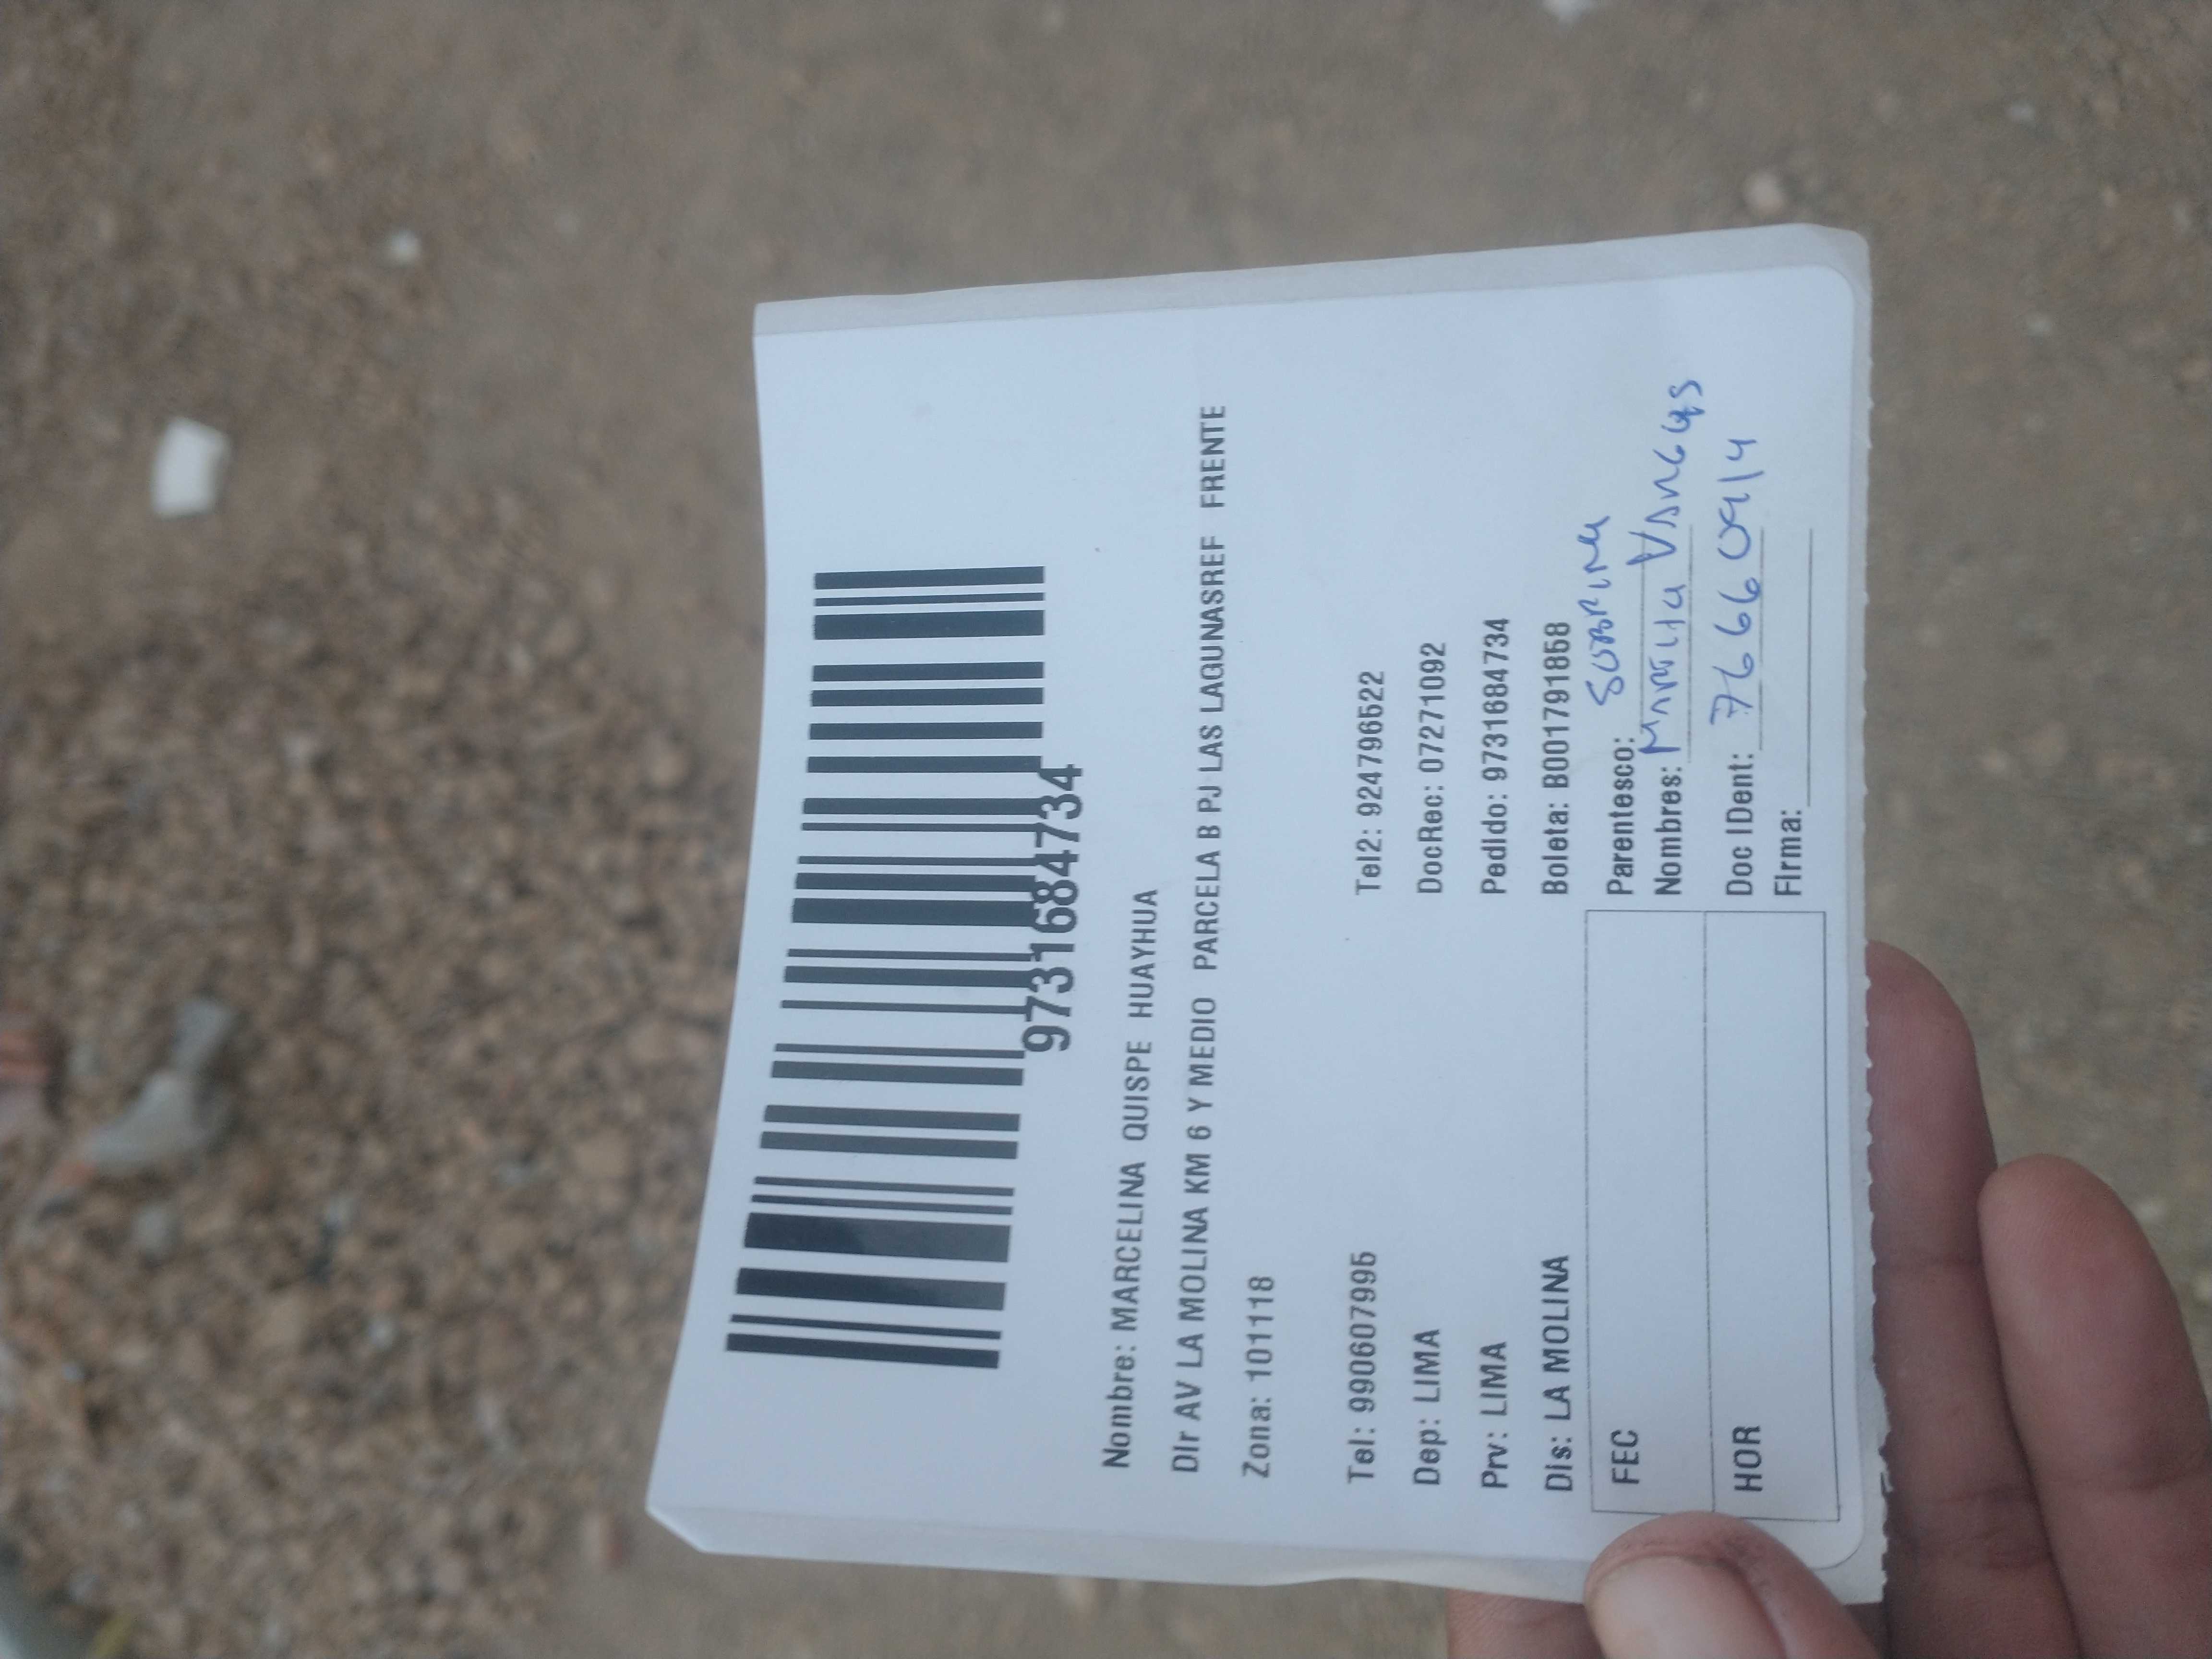 97316847​34
Nombre: MARCELINA QUISPE HUAYHUA
Dir AV LA MOLINA KM 6 Y MEDIO PARCELA B PJ LAS LAGUNASREF FRENTE
Zona: 101118
Tel: 990607995 Tel2: 924796522
Dep: LIMA DocRec: 07271092
Prv: LIMA Pedido: 9731684734
Dis: LA MOLINA Boleta: B001791858
FEC Parentesco: SOBRINA
Nombres:
HOR Doc IDent:
Firma: